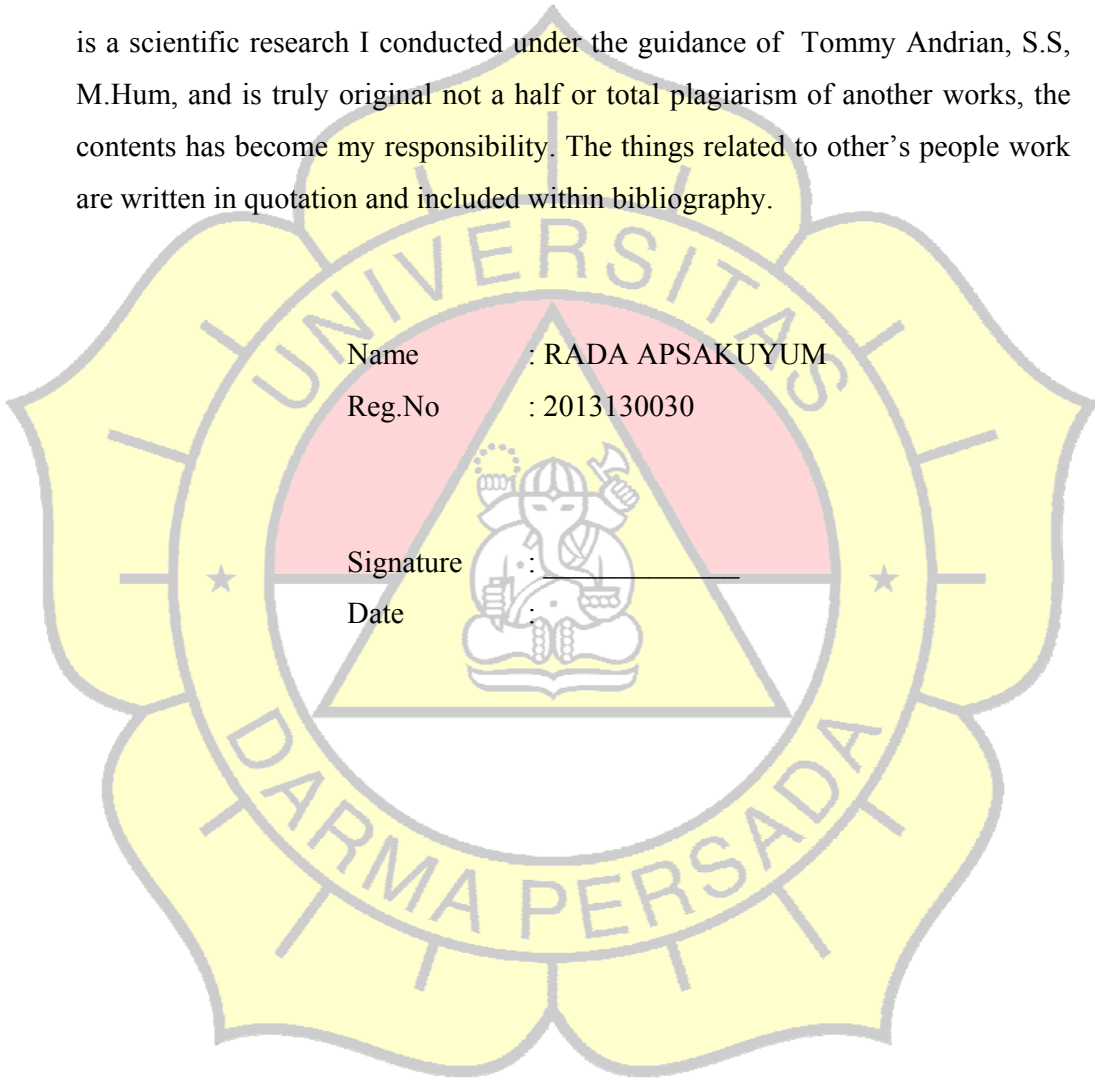 is a scientific research I conducted under the guidance of  Tommy Andrian, S.S,
M.Hum, and is truly original not a half or total plagiarism of another works, the
contents has become my responsibility. The things related to other’s people work
are written in quotation and included within bibliography.
UNIVERSITAS
Name : RADA APSAKUYUM
Reg.No : 2013130030
Signature : ______________
Date :
DARMA PERSADA